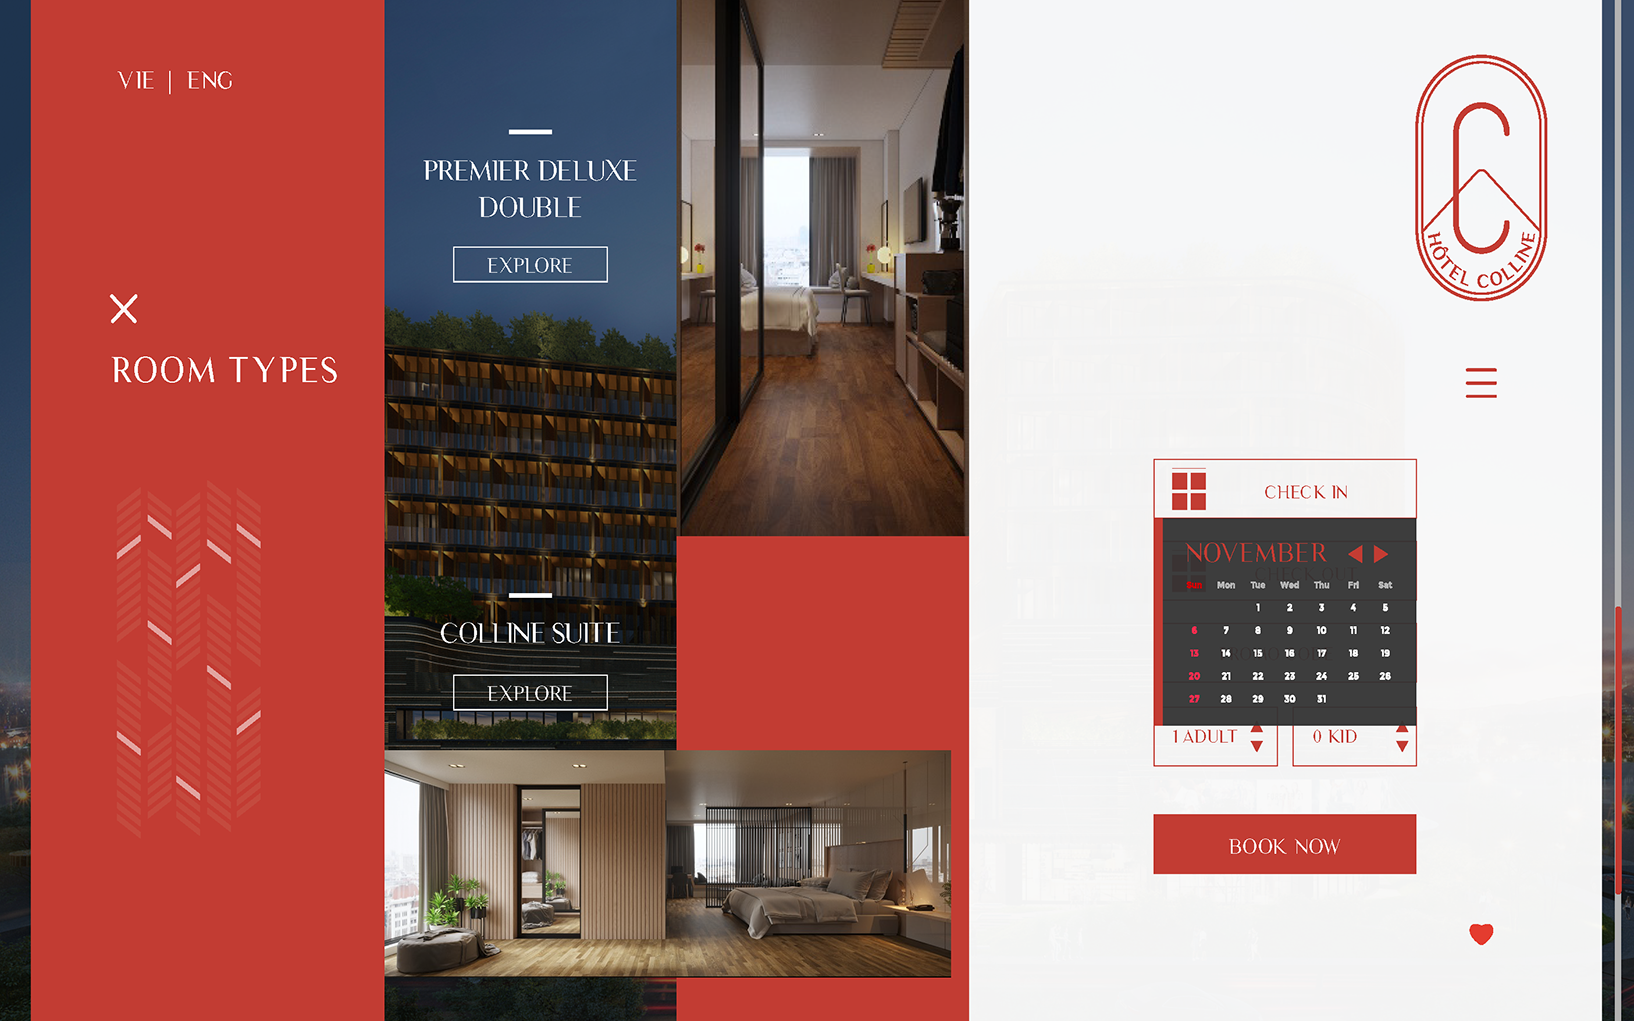 VIE | ENG
ROOM TYPES
PREMIER DELUXE
DOUBLE
EXPLORE
COLLINE SUITE
EXPLORE
HÔTEL COLLINE
CHECK IN
NOVEMBER
CHECK OUT
Sun Mon Tue Wed Thu Fri Sat
1 2 3 4 5
6 7 8 9 10 11 12
13 14 15 16 17 18 19
20 21 22 23 24 25 26
27 28 29 30 31
1 ADULT
0 KID
BOOK NOW